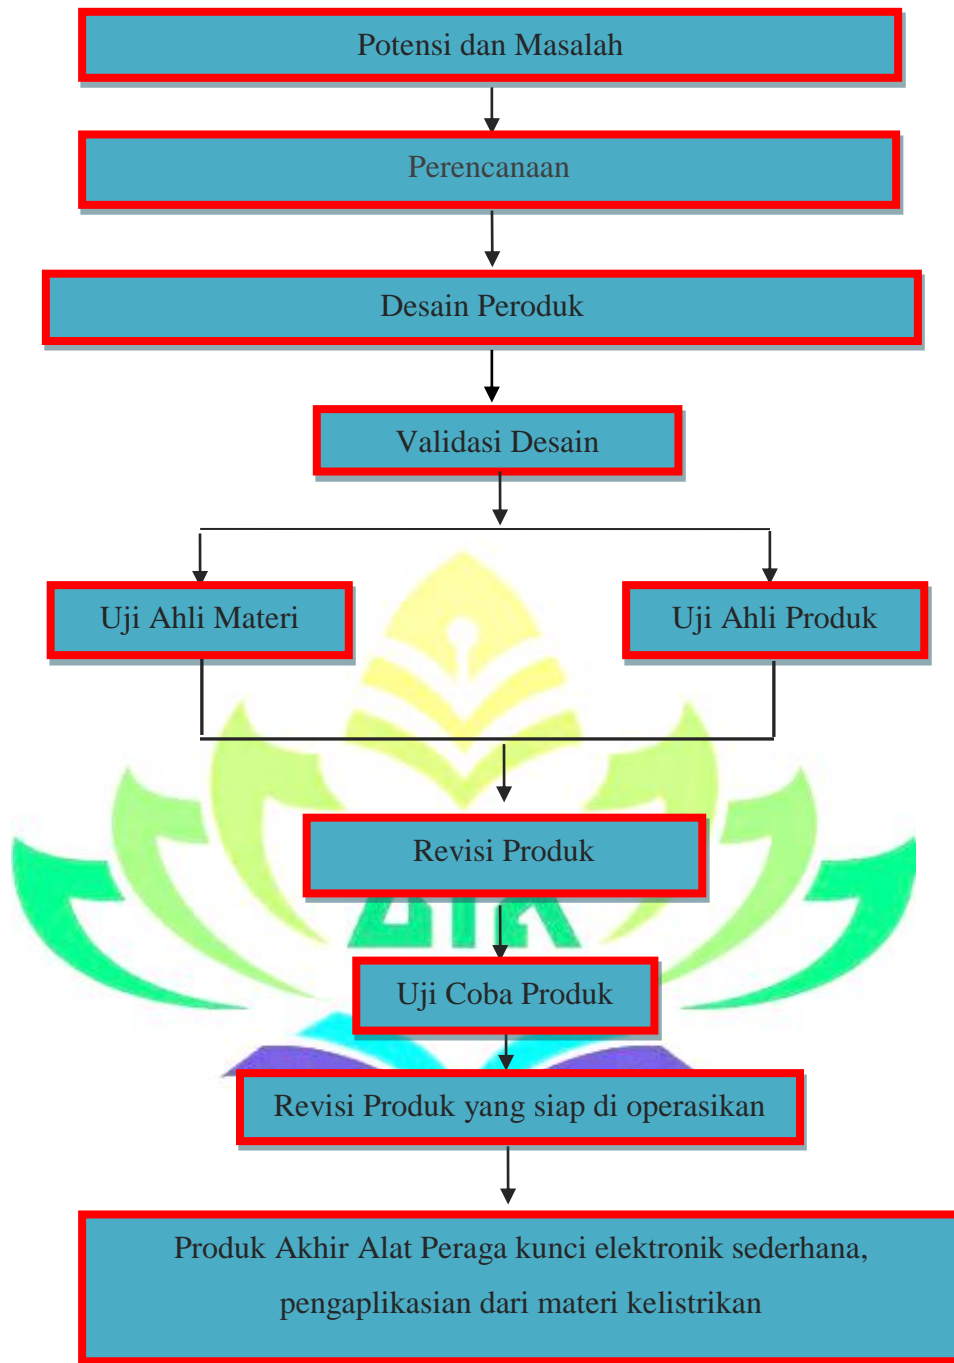 Potensi dan Masalah
Perencanaan
Desain Peroduk
Validasi Desain
Uji Ahli Materi
Uji Ahli Produk
Revisi Produk
Uji Coba Produk
Revisi Produk yang siap di operasikan
Produk Akhir Alat Peraga kunci elektronik sederhana,
pengaplikasian dari materi kelistrikan